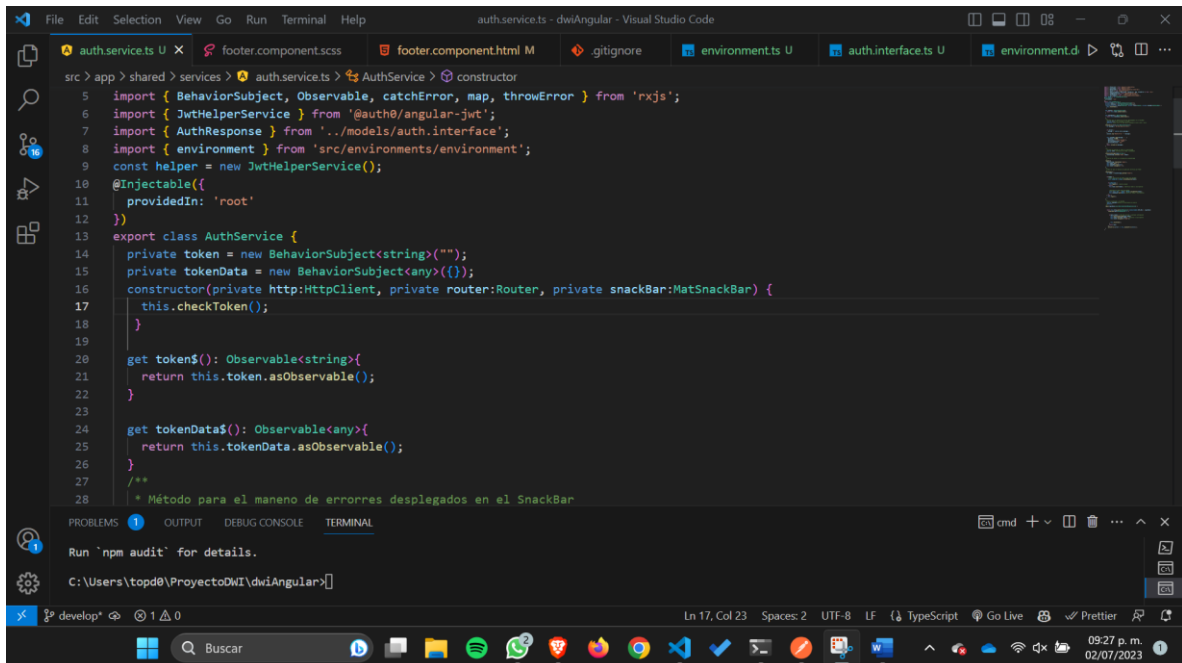 File Edit Selection View Go Run Terminal Help auth.service.ts - dwiAngular - Visual Studio Code
auth.service.ts U footer.component.scss footer.component.html M .gitignore environment.ts U auth.interface.ts U environment.d
src > app > shared > services > auth.service.ts > AuthService > constructor
5 import { BehaviorSubject, Observable, catchError, map, throwError } from 'rxjs';
6 import { JwtHelperService } from '@auth0/angular-jwt';
7 import { AuthResponse } from '../models/auth.interface';
8 import { environment } from 'src/environments/environment';
9 const helper = new JwtHelperService();
10 @Injectable({
11 providedIn: 'root'
12 })
13 export class AuthService {
14 private token = new BehaviorSubject<string>("");
15 private tokenData = new BehaviorSubject<any>({});
16 constructor(private http:HttpClient, private router:Router, private snackBar:MatSnackBar) {
17 this.checkToken();
18 }
19
20 get token$(): Observable<string>{
21 return this.token.asObservable();
22 }
23
24 get tokenData$(): Observable<any>{
25 return this.tokenData.asObservable();
26 }
27 /**
28 * Método para el maneno de errorres desplegados en el SnackBar
16
PROBLEMS 1 OUTPUT DEBUG CONSOLE TERMINAL cmd
Run `npm audit` for details.
C:\Users\topd0\ProyectoDWI\dwiAngular>
1
develop* 1 0 Ln 17, Col 23 Spaces: 2 UTF-8 LF TypeScript Go Live Prettier
Buscar 2 09:27 p. m.
02/07/2023 1